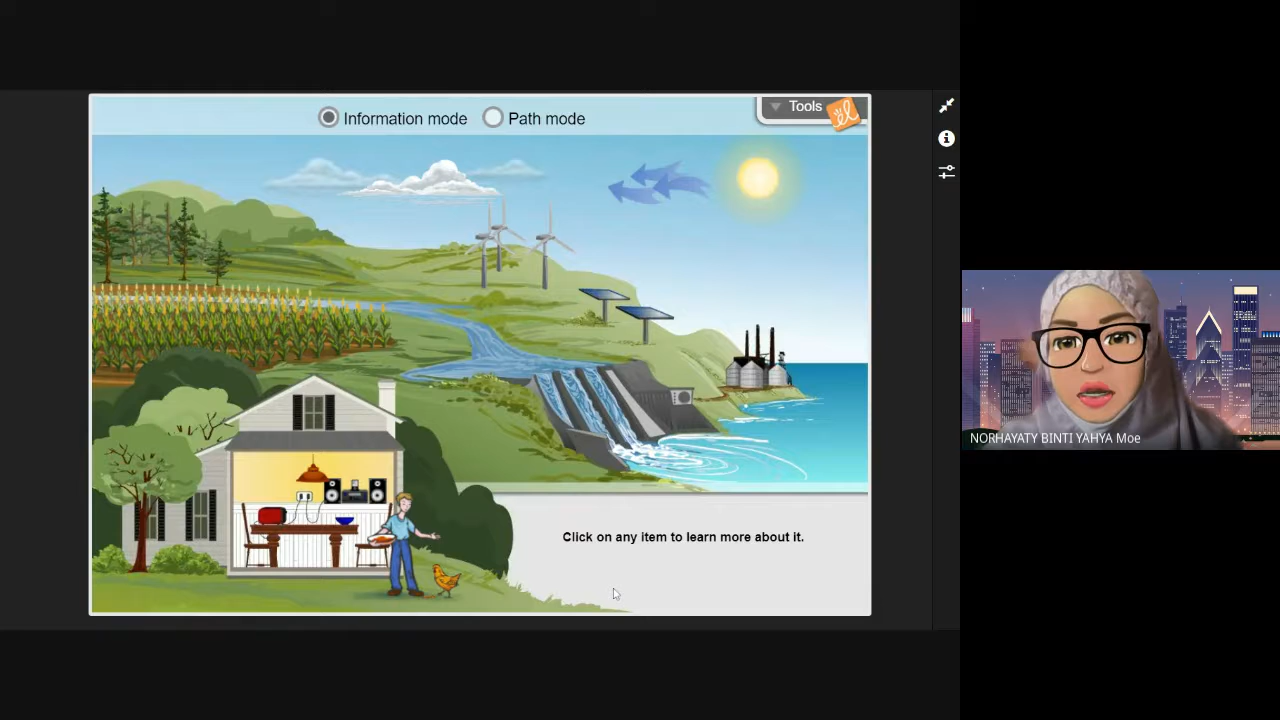 Information mode
Path mode
Tools
Click on any item to learn more about it.
NORHAYATY BINTI YAHYA Moe